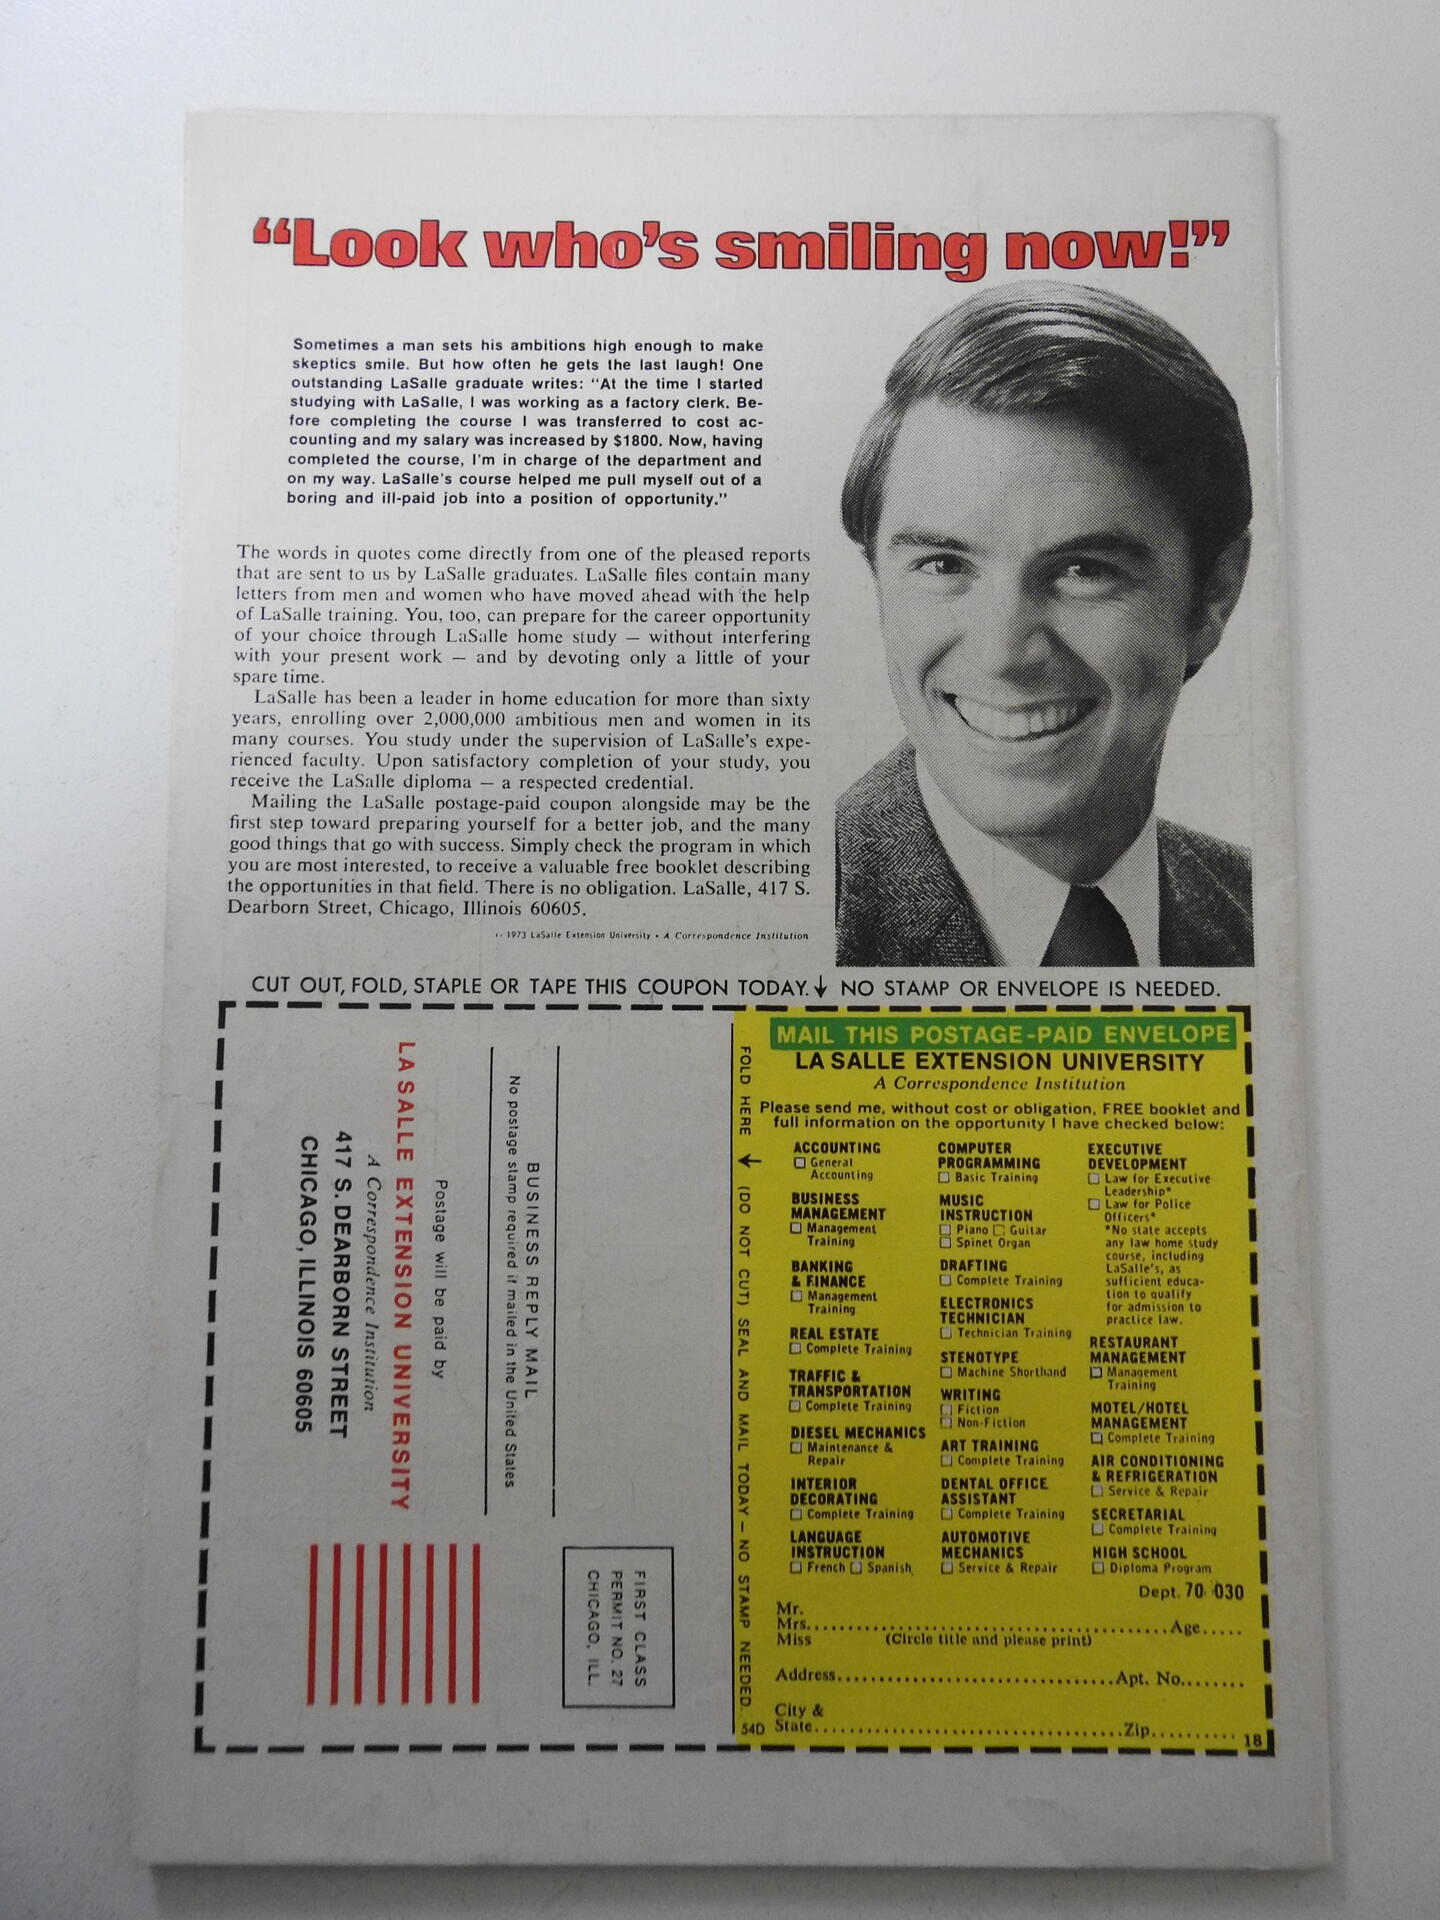 “Look who’s smiling now!”
Sometimes a man sets his ambitions high enough to make
skeptics smile. But how often he gets the last laugh! One
outstanding LaSalle graduate writes: “At the time I started
studying with LaSalle, I was working as a factory clerk. Be-
fore completing the course I was transferred to cost ac-
counting and my salary was increased by $1800. Now, having
completed the course, I'm in charge of the department and
on my way. LaSalle's course helped me pull myself out of a
boring and ill-paid job into a position of opportunity.”
The words in quotes come directly from one of the pleased reports
that are sent to us by LaSalle graduates. LaSalle files contain many
letters from men and women who have moved ahead with the help
of LaSalle training. You, too, can prepare for the career opportunity
of your choice through LaSalle home study — without interfering
with your present work — and by devoting only a little of your
spare time.
LaSalle has been a leader in home education for more than sixty
years, enrolling over 2,000,000 ambitious men and women in its
many courses. You study under the supervision of LaSalle's expe-
rienced faculty. Upon satisfactory completion of your study, you
receive the LaSalle diploma — a respected credential.
Mailing the LaSalle postage-paid coupon alongside may be the
first step toward preparing yourself for a better job, and the many
good things that go with success. Simply check the program in which
you are most interested, to receive a valuable free booklet describing
the opportunities in that field. There is no obligation. LaSalle, 417 S.
Dearborn Street, Chicago, Illinois 60605.
1973 LaSalle Extension University • A Correspondence Institution
CUT OUT, FOLD, STAPLE OR TAPE THIS COUPON TODAY. ↓ NO STAMP OR ENVELOPE IS NEEDED.
FIRST CLASS
PERMIT NO. 27
CHICAGO, ILL.
BUSINESS REPLY MAIL
No postage stamp required if mailed in the United States
Postage will be paid by
LA SALLE EXTENSION UNIVERSITY
A Correspondence Institution
417 S. DEARBORN STREET
CHICAGO, ILLINOIS 60605
FOLD HERE → (DO NOT CUT) SEAL AND MAIL TODAY — NO STAMP NEEDED.
54D
MAIL THIS POSTAGE-PAID ENVELOPE
LA SALLE EXTENSION UNIVERSITY
A Correspondence Institution
Please send me, without cost or obligation, FREE booklet and
full information on the opportunity I have checked below:
ACCOUNTING
□ General
Accounting
BUSINESS
MANAGEMENT
□ Management
Training
BANKING
& FINANCE
□ Management
Training
REAL ESTATE
□ Complete Training
TRAFFIC &
TRANSPORTATION
□ Complete Training
DIESEL MECHANICS
□ Maintenance &
Repair
INTERIOR
DECORATING
□ Complete Training
LANGUAGE
INSTRUCTION
□ French □ Spanish
COMPUTER
PROGRAMMING
□ Basic Training
MUSIC
INSTRUCTION
□ Piano □ Guitar
□ Spinet Organ
DRAFTING
□ Complete Training
ELECTRONICS
TECHNICIAN
□ Technician Training
STENOTYPE
□ Machine Shorthand
WRITING
□ Fiction
□ Non-Fiction
ART TRAINING
□ Complete Training
DENTAL OFFICE
ASSISTANT
□ Complete Training
AUTOMOTIVE
MECHANICS
□ Service & Repair
EXECUTIVE
DEVELOPMENT
□ Law for Executive
Leadership*
□ Law for Police
Officers*
*No state accepts
any law home study
course, including
LaSalle's, as
sufficient educa-
tion to qualify
for admission to
practice law.
RESTAURANT
MANAGEMENT
□ Management
Training
MOTEL/HOTEL
MANAGEMENT
□ Complete Training
AIR CONDITIONING
& REFRIGERATION
□ Service & Repair
SECRETARIAL
□ Complete Training
HIGH SCHOOL
□ Diploma Program
Dept. 70 030
Mr.
Mrs. Age
Miss (Circle title and please print)
Address Apt. No.
City &
State Zip
18